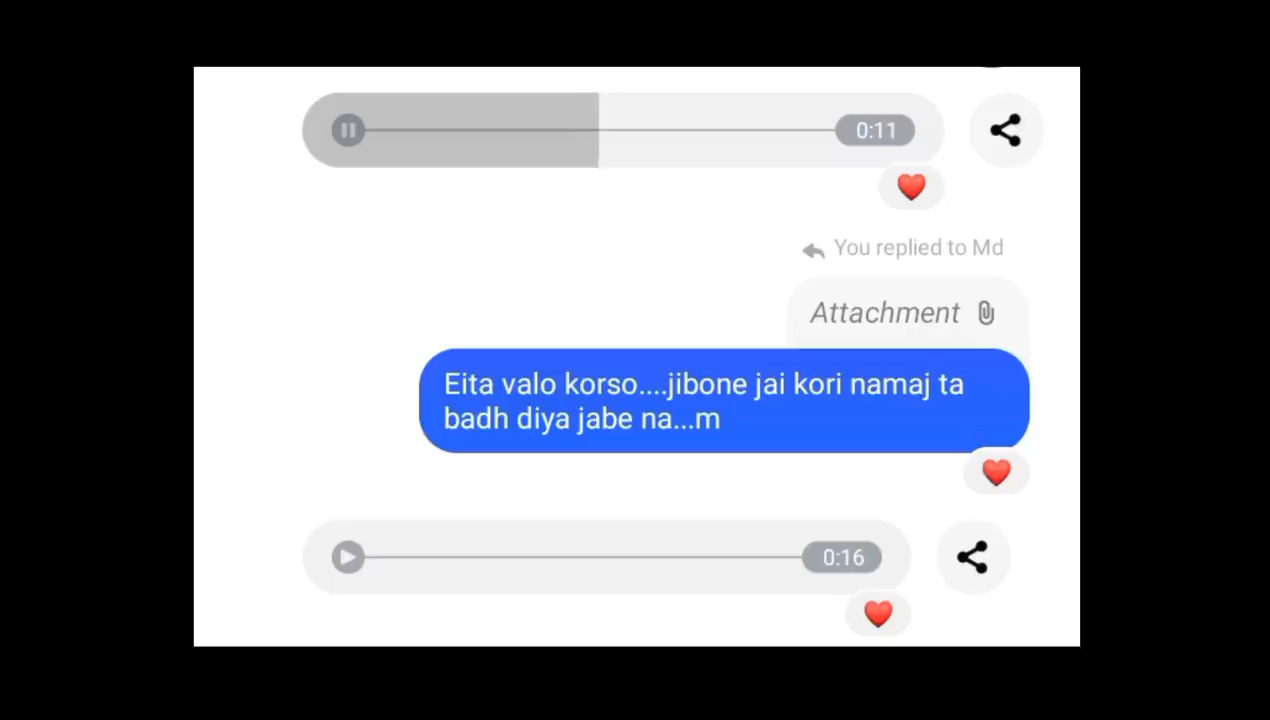 0:11
You replied to Md
Attachment
Eita valo korso....jibone jai kori namaj ta
badh diya jabe na...m
0:16